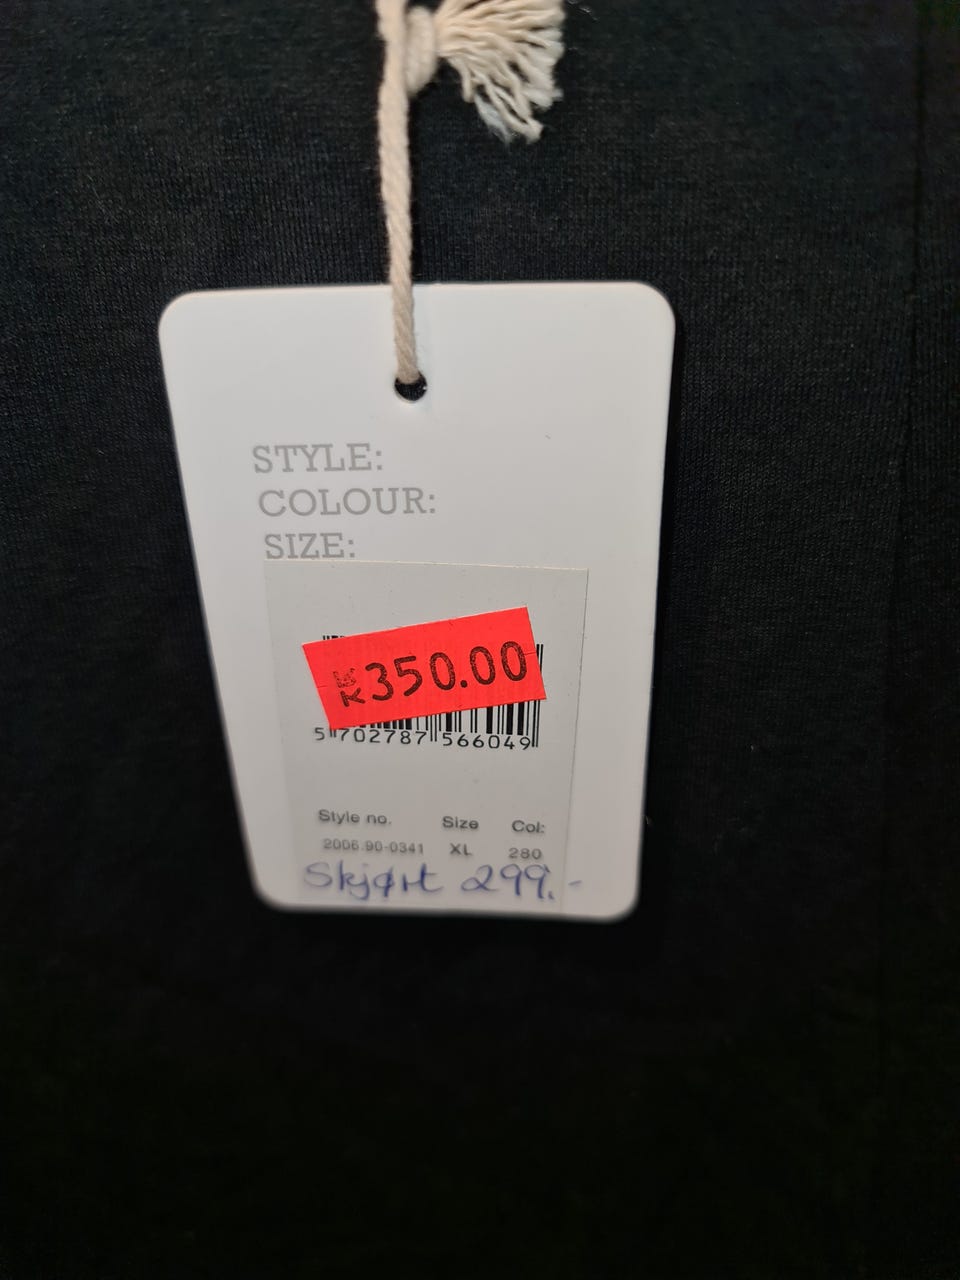 STYLE:
COLOUR:
SIZE:
350.00
5 702787 566049
Style no. Size Col:
2006.90-0341 XL 280
Skjørt 299,-